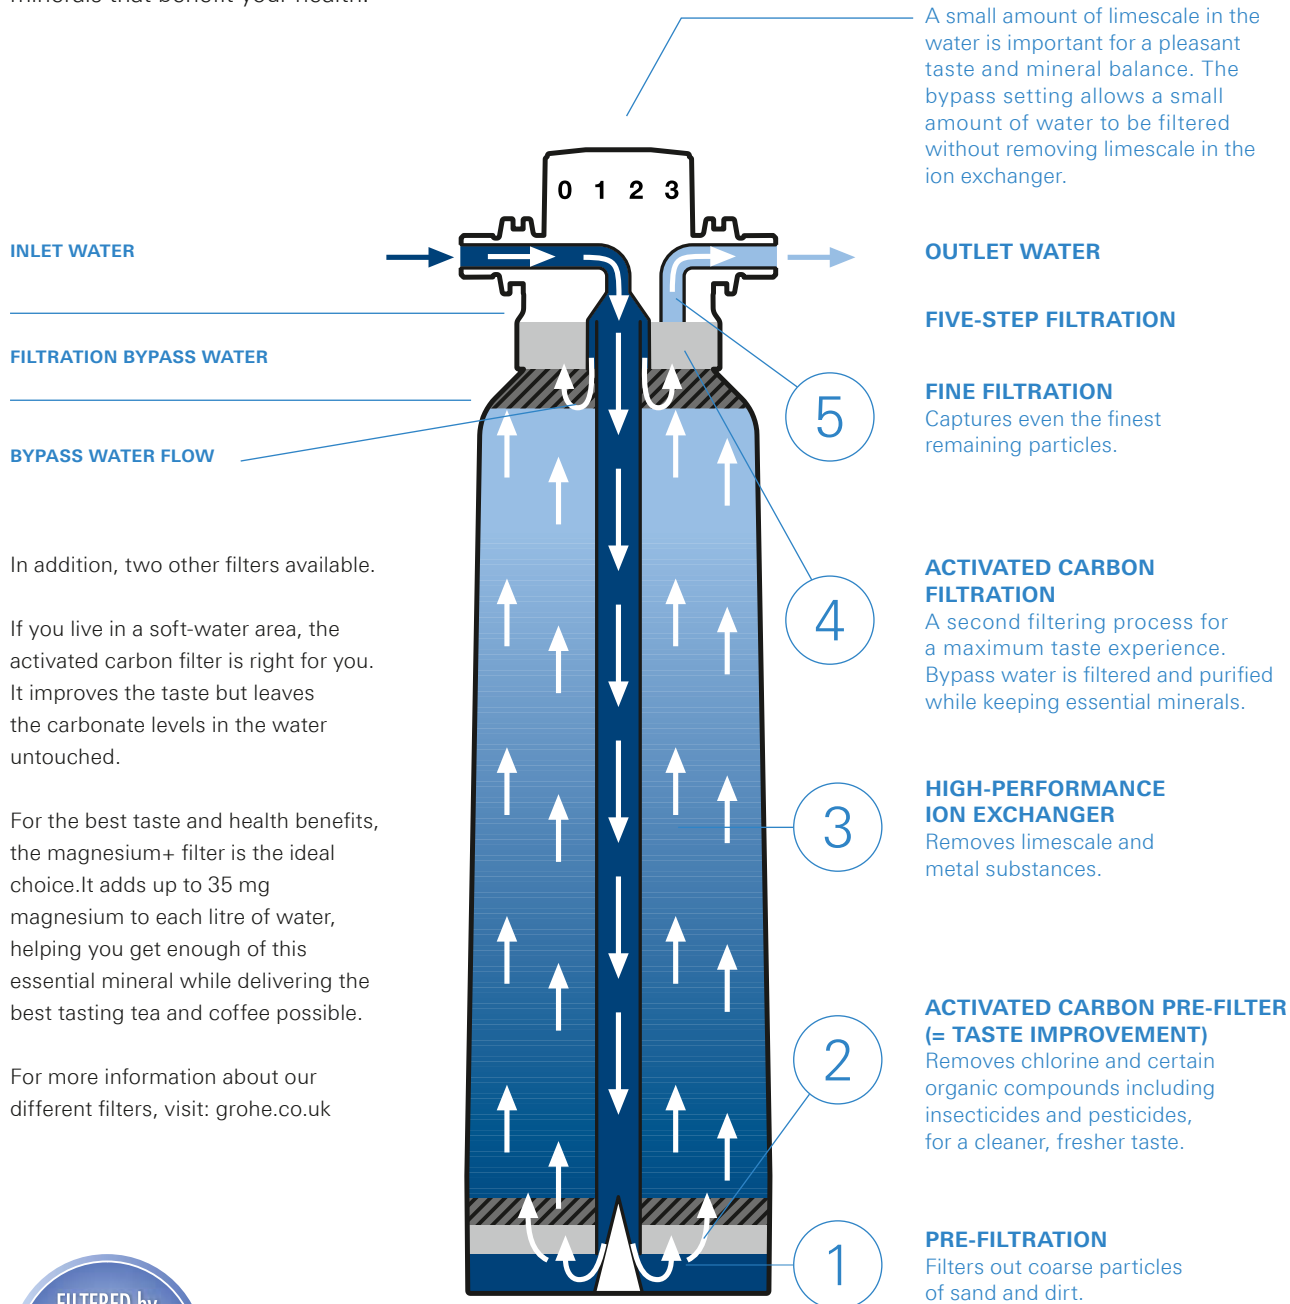 minerals that benefit your health.
A small amount of limescale in the
water is important for a pleasant
taste and mineral balance. The
bypass setting allows a small
amount of water to be filtered
without removing limescale in the
ion exchanger.
0 1 2 3
INLET WATER
FILTRATION BYPASS WATER
BYPASS WATER FLOW
In addition, two other filters available.
If you live in a soft-water area, the
activated carbon filter is right for you.
It improves the taste but leaves
the carbonate levels in the water
untouched.
For the best taste and health benefits,
the magnesium+ filter is the ideal
choice.It adds up to 35 mg
magnesium to each litre of water,
helping you get enough of this
essential mineral while delivering the
best tasting tea and coffee possible.
For more information about our
different filters, visit: grohe.co.uk
FILTERED by
OUTLET WATER
FIVE-STEP FILTRATION
5
FINE FILTRATION
Captures even the finest
remaining particles.
4
ACTIVATED CARBON
FILTRATION
A second filtering process for
a maximum taste experience.
Bypass water is filtered and purified
while keeping essential minerals.
3
HIGH-PERFORMANCE
ION EXCHANGER
Removes limescale and
metal substances.
2
ACTIVATED CARBON PRE-FILTER
(= TASTE IMPROVEMENT)
Removes chlorine and certain
organic compounds including
insecticides and pesticides,
for a cleaner, fresher taste.
1
PRE-FILTRATION
Filters out coarse particles
of sand and dirt.